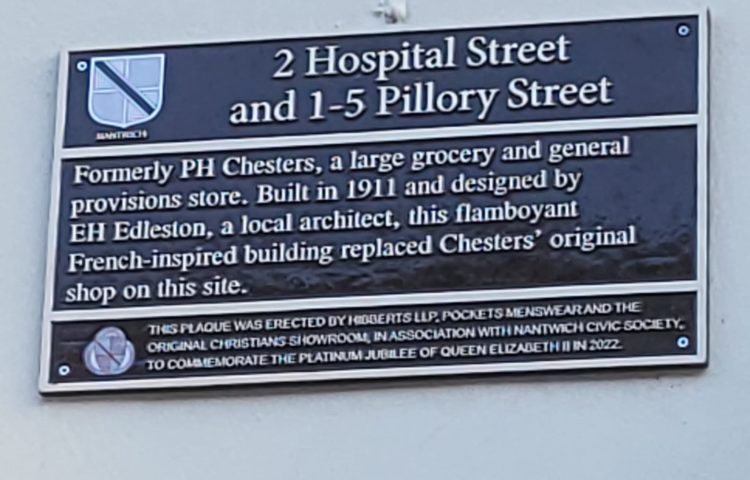 2 Hospital Street
and 1-5 Pillory Street
NANTWICH
Formerly PH Chesters, a large grocery and general
provisions store. Built in 1911 and designed by
EH Edleston, a local architect, this flamboyant
French-inspired building replaced Chesters' original
shop on this site.
THIS PLAQUE WAS ERECTED BY HIBBERTS LLP, POCKETS MENSWEAR AND THE
ORIGINAL CHRISTIANS SHOWROOM, IN ASSOCIATION WITH NANTWICH CIVIC SOCIETY,
TO COMMEMORATE THE PLATINUM JUBILEE OF QUEEN ELIZABETH II IN 2022.